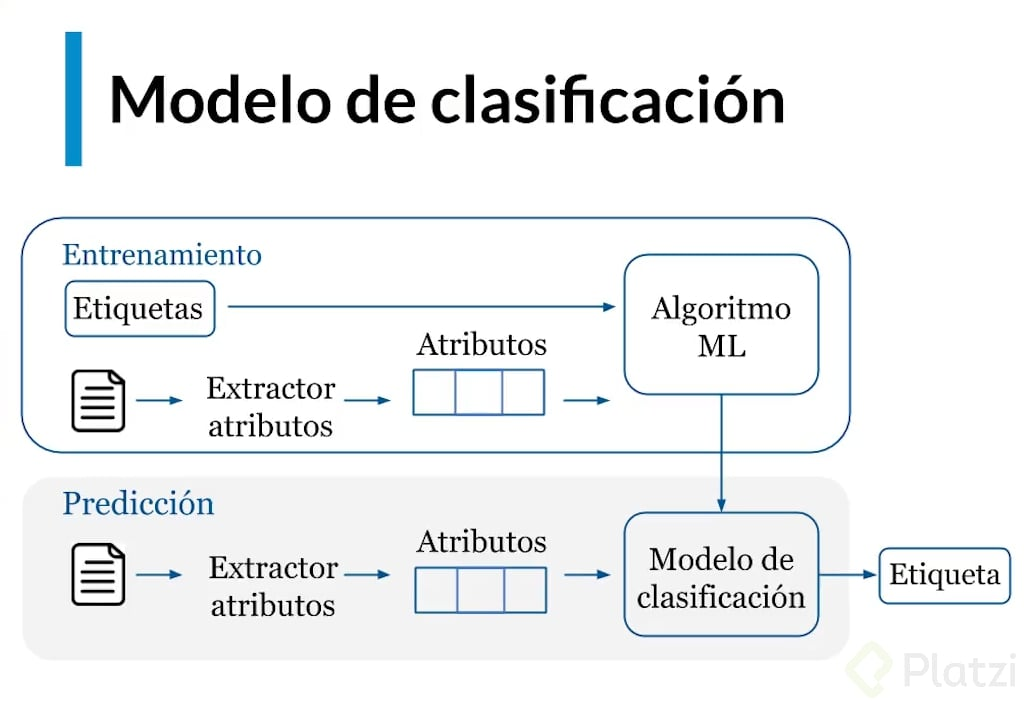 Modelo de clasificación
Entrenamiento
Etiquetas
Algoritmo
ML
Atributos
Extractor
atributos
Predicción
Atributos
Extractor
atributos
Modelo de
clasificación
Etiqueta
Platzi